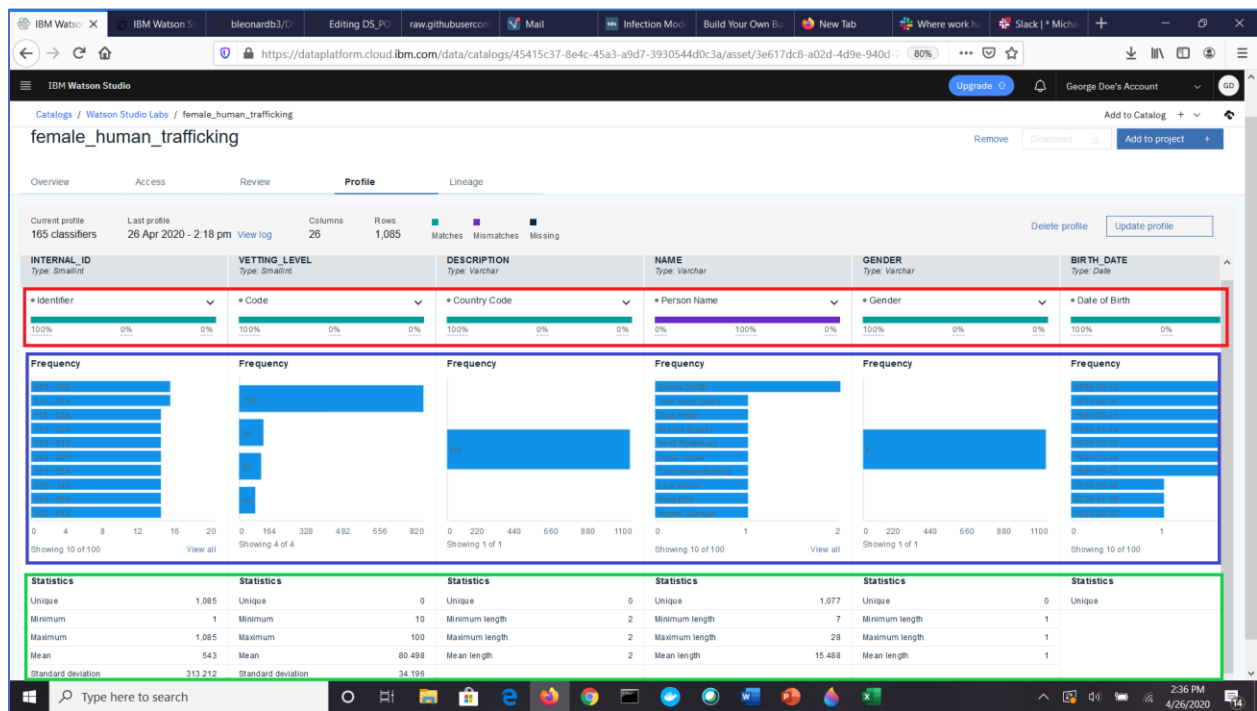 IBM Watson X
IBM Watson St
bleonardb3/D
Editing DS_PO
raw.githubusercon
Mail
Infection Mod
Build Your Own Bu
New Tab
Where work h
Slack | * Micha
https://dataplatform.cloud.ibm.com/data/catalogs/45415c37-8e4c-45a3-a9d7-3930544d0c3a/asset/3e617dc8-a02d-4d9e-940d-
80%
IBM Watson Studio
Upgrade
George Doe's Account
GD
Catalogs / Watson Studio Labs / female_human_trafficking
Add to Catalog +
female_human_trafficking
Remove
Download
Add to project +
Overview Access Review Profile Lineage
Current profile Last profile Columns Rows
165 classifiers 26 Apr 2020 - 2:18 pm View log 26 1,085 Matches Mismatches Missing
Delete profile
Update profile
INTERNAL_ID VETTING_LEVEL DESCRIPTION NAME GENDER BIRTH_DATE
Type: Smallint Type: Smallint Type: Varchar Type: Varchar Type: Varchar Type: Date
Identifier Code Country Code Person Name Gender Date of Birth
100% 0% 0% 100% 0% 0% 100% 0% 0% 0% 100% 0% 100% 0% 0% 100% 0%
Frequency Frequency Frequency Frequency Frequency Frequency
0 4 8 12 16 20 0 164 328 492 656 820 0 220 440 660 880 1100 0 1 2 0 220 440 660 880 1100 0 1
Showing 10 of 100 View all Showing 4 of 4 Showing 1 of 1 Showing 10 of 100 View all Showing 1 of 1 Showing 10 of 100
Statistics Statistics Statistics Statistics Statistics Statistics
Unique 1,085 Unique 0 Unique 0 Unique 1,077 Unique 0 Unique
Minimum 1 Minimum 10 Minimum length 2 Minimum length 7 Minimum length 1
Maximum 1,085 Maximum 100 Maximum length 2 Maximum length 28 Maximum length 1
Mean 543 Mean 80.498 Mean length 2 Mean length 15.488 Mean length 1
Standard deviation 313.212 Standard deviation 34.196
Type here to search
2:36 PM
4/26/2020
14